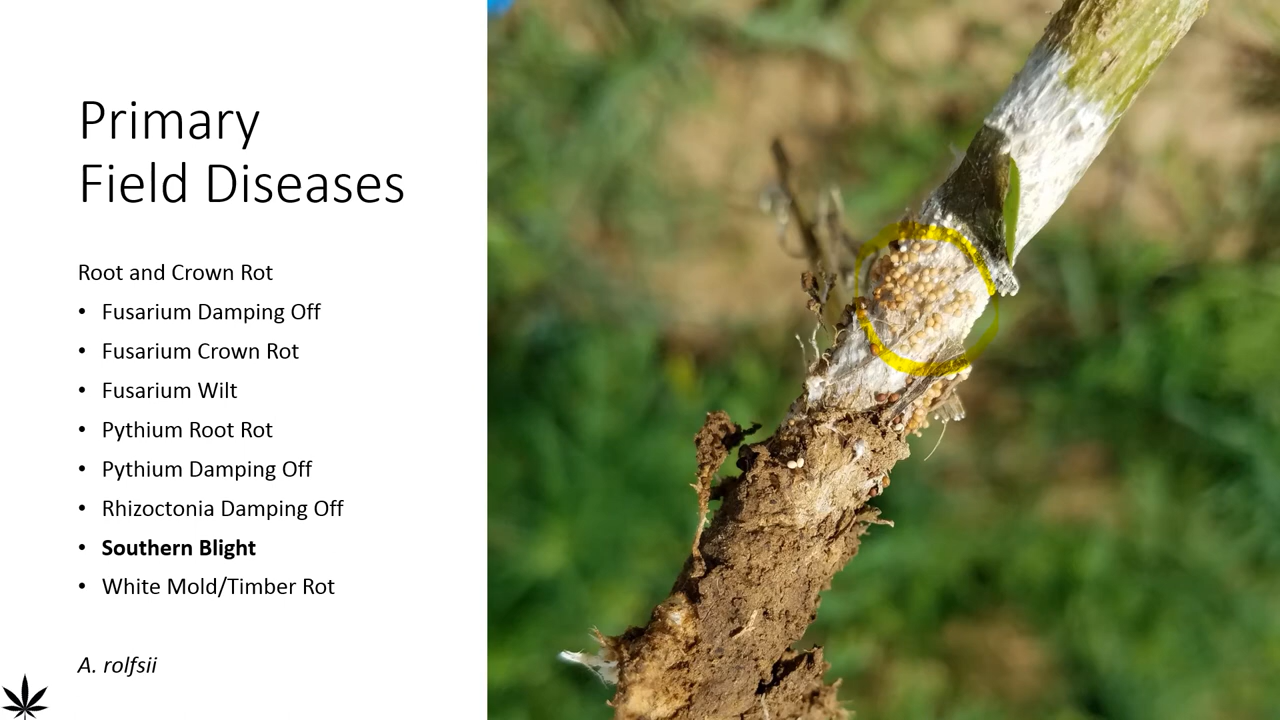 Primary
Field Diseases
Root and Crown Rot
• Fusarium Damping Off
• Fusarium Crown Rot
• Fusarium Wilt
• Pythium Root Rot
• Pythium Damping Off
• Rhizoctonia Damping Off
• Southern Blight
• White Mold/Timber Rot
A. rolfsii